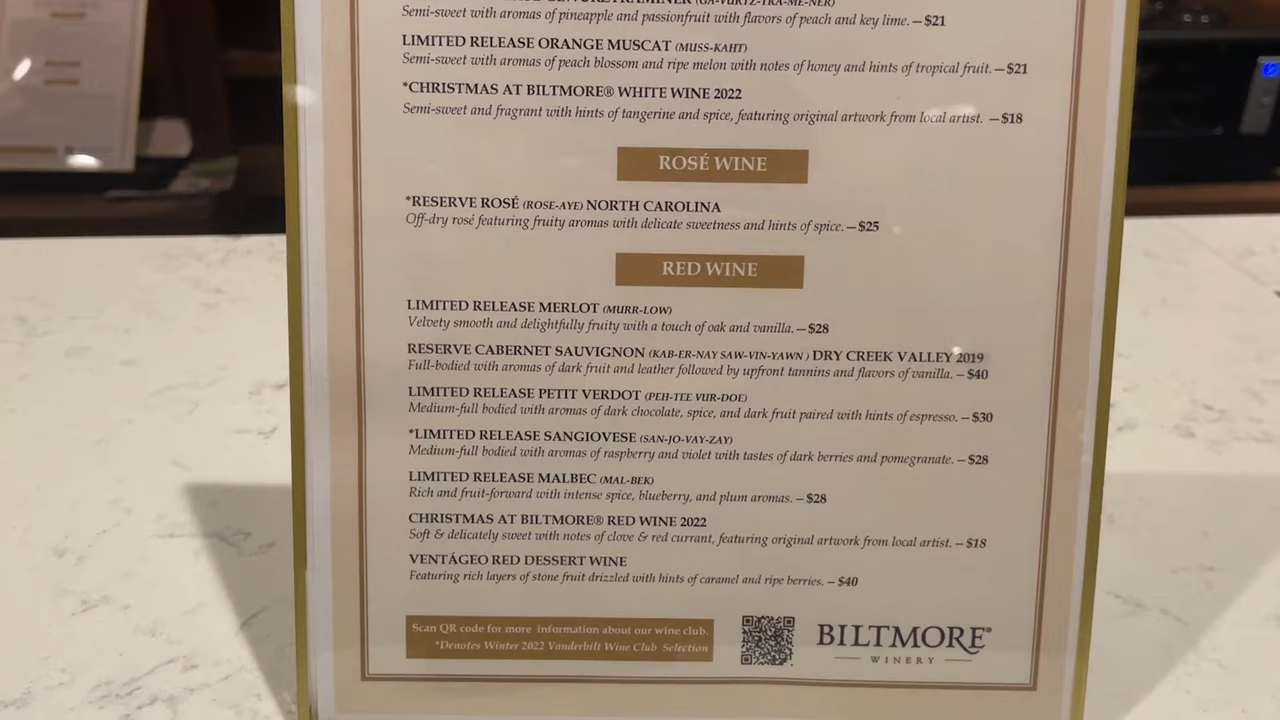 (GA-VURTZ-TRA-ME-NER)
Semi-sweet with aromas of pineapple and passionfruit with flavors of peach and key lime. — $21
LIMITED RELEASE ORANGE MUSCAT (MUSS-KAHT)
Semi-sweet with aromas of peach blossom and ripe melon with notes of honey and hints of tropical fruit. — $21
*CHRISTMAS AT BILTMORE® WHITE WINE 2022
Semi-sweet and fragrant with hints of tangerine and spice, featuring original artwork from local artist. — $18
ROSÉ WINE
*RESERVE ROSÉ (ROSE-AYE) NORTH CAROLINA
Off-dry rosé featuring fruity aromas with delicate sweetness and hints of spice. — $25
RED WINE
LIMITED RELEASE MERLOT (MURR-LOW)
Velvety smooth and delightfully fruity with a touch of oak and vanilla. — $28
RESERVE CABERNET SAUVIGNON (KAB-ER-NAY SAW-VIN-YAWN ) DRY CREEK VALLEY 2019
Full-bodied with aromas of dark fruit and leather followed by upfront tannins and flavors of vanilla. — $40
LIMITED RELEASE PETIT VERDOT (PEH-TEE VUR-DOE)
Medium-full bodied with aromas of dark chocolate, spice, and dark fruit paired with hints of espresso. — $30
*LIMITED RELEASE SANGIOVESE (SAN-JO-VAY-ZAY)
Medium-full bodied with aromas of raspberry and violet with tastes of dark berries and pomegranate. — $28
LIMITED RELEASE MALBEC (MAL-BEK)
Rich and fruit-forward with intense spice, blueberry, and plum aromas. — $28
CHRISTMAS AT BILTMORE® RED WINE 2022
Soft & delicately sweet with notes of clove & red currant, featuring original artwork from local artist. — $18
VENTÁGEO RED DESSERT WINE
Featuring rich layers of stone fruit drizzled with hints of caramel and ripe berries. — $40
Scan QR code for more information about our wine club.
*Denotes Winter 2022 Vanderbilt Wine Club Selection
BILTMORE®
WINERY